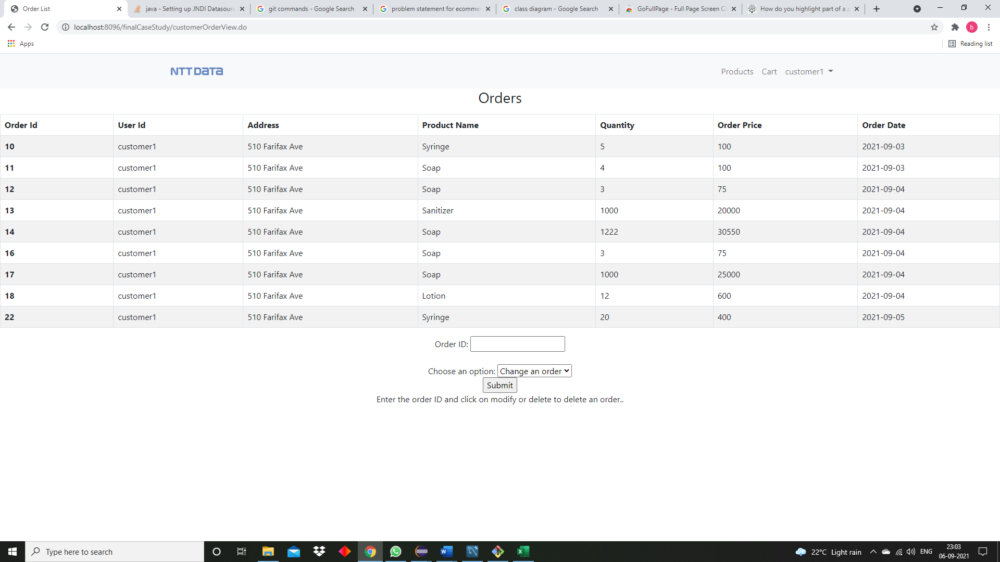 Order List
java - Setting up JNDI Datasourc
git commands - Google Search
problem statement for ecomme
class diagram - Google Search
GoFullPage - Full Page Screen Ca
How do you highlight part of a p
localhost:8096/finalCaseStudy/customerOrderView.do
b
Apps
Reading list
NTT DATA
Products Cart customer1
Orders
Order Id User Id Address Product Name Quantity Order Price Order Date
10 customer1 510 Farifax Ave Syringe 5 100 2021-09-03
11 customer1 510 Farifax Ave Soap 4 100 2021-09-03
12 customer1 510 Farifax Ave Soap 3 75 2021-09-04
13 customer1 510 Farifax Ave Sanitizer 1000 20000 2021-09-04
14 customer1 510 Farifax Ave Soap 1222 30550 2021-09-04
16 customer1 510 Farifax Ave Soap 3 75 2021-09-04
17 customer1 510 Farifax Ave Soap 1000 25000 2021-09-04
18 customer1 510 Farifax Ave Lotion 12 600 2021-09-04
22 customer1 510 Farifax Ave Syringe 20 400 2021-09-05
Order ID:
Choose an option: Change an order
Submit
Enter the order ID and click on modify or delete to delete an order..
Type here to search
22°C Light rain
ENG
23:03
06-09-2021